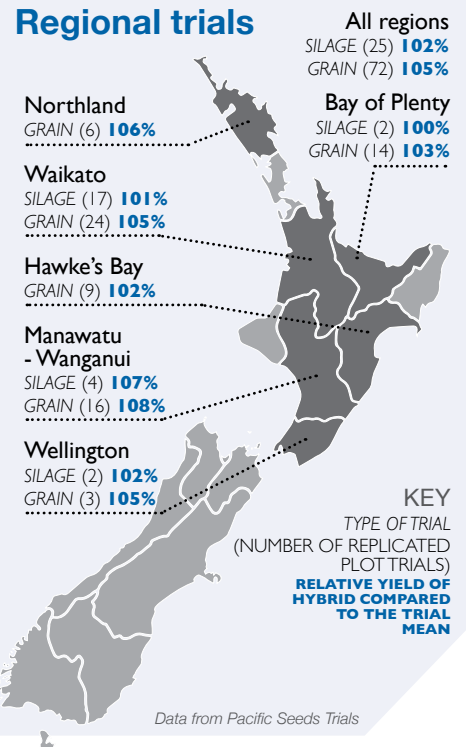 Regional trials
All regions
SILAGE (25) 102%
GRAIN (72) 105%
Northland
GRAIN (6) 106%
Bay of Plenty
SILAGE (2) 100%
GRAIN (14) 103%
Waikato
SILAGE (17) 101%
GRAIN (24) 105%
Hawke's Bay
GRAIN (9) 102%
Manawatu
- Wanganui
SILAGE (4) 107%
GRAIN (16) 108%
Wellington
SILAGE (2) 102%
GRAIN (3) 105%
KEY
TYPE OF TRIAL
(NUMBER OF REPLICATED
PLOT TRIALS)
RELATIVE YIELD OF
HYBRID COMPARED
TO THE TRIAL
MEAN
Data from Pacific Seeds Trials